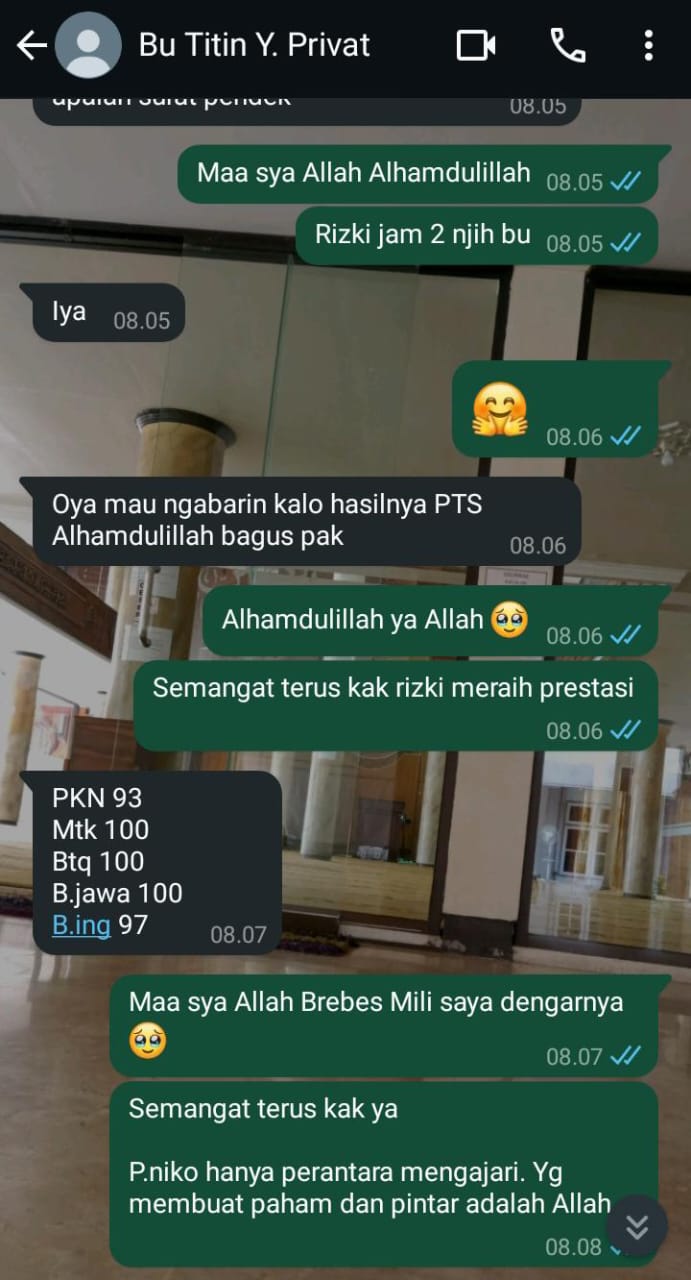 Bu Titin Y. Privat
apalah surat pendek
08.05
Maa sya Allah Alhamdulillah 08.05
Rizki jam 2 njih bu 08.05
Iya 08.05
🤗 08.06
Oya mau ngabarin kalo hasilnya PTS
Alhamdulillah bagus pak
08.06
Alhamdulillah ya Allah 🥹 08.06
Semangat terus kak rizki meraih prestasi
08.06
PKN 93
Mtk 100
Btq 100
B.jawa 100
B.ing 97
08.07
Maa sya Allah Brebes Mili saya dengarnya
🥹
08.07
Semangat terus kak ya
P.niko hanya perantara mengajari. Yg
membuat paham dan pintar adalah Allah
08.08